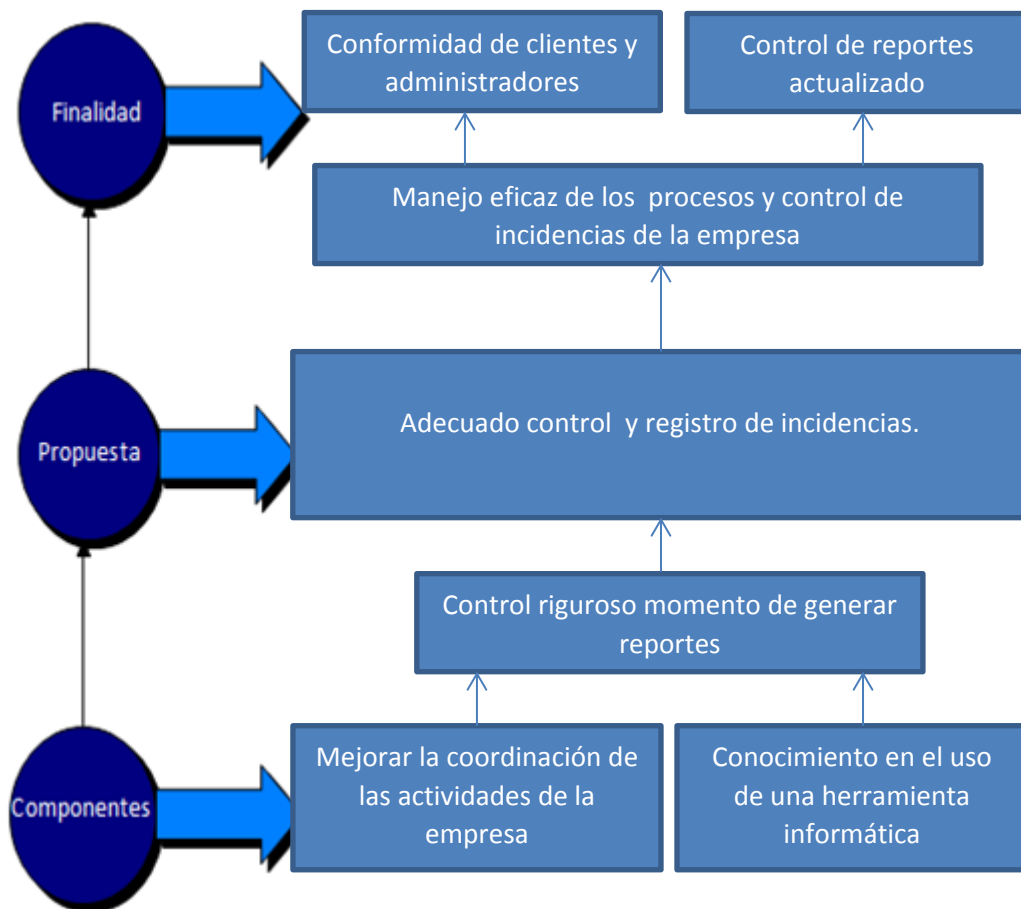 Finalidad
Conformidad de clientes y
administradores
Control de reportes
actualizado
Manejo eficaz de los  procesos y control de
incidencias de la empresa
Propuesta
Adecuado control  y registro de incidencias.
Control riguroso momento de generar
reportes
Componentes
Mejorar la coordinación de
las actividades de la
empresa
Conocimiento en el uso
de una herramienta
informática